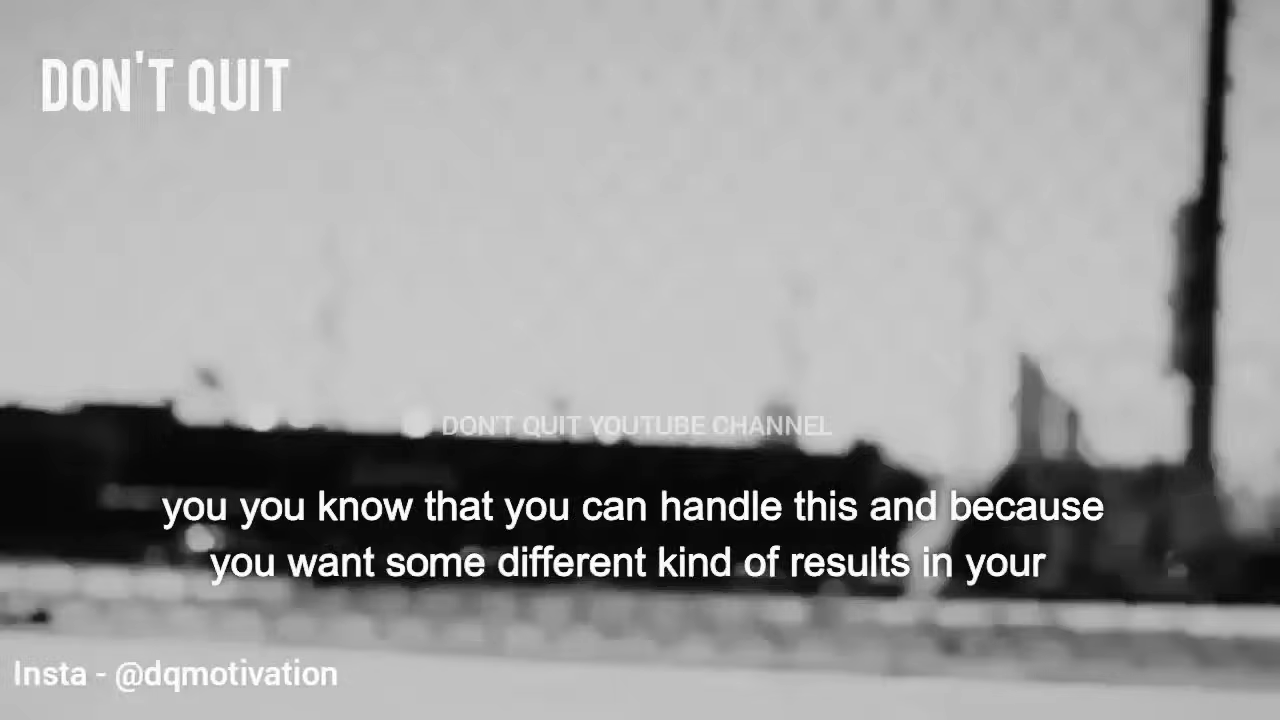 DON'T QUIT
DON'T QUIT YOUTUBE CHANNEL
you you know that you can handle this and because
you want some different kind of results in your
Insta - @dqmotivation